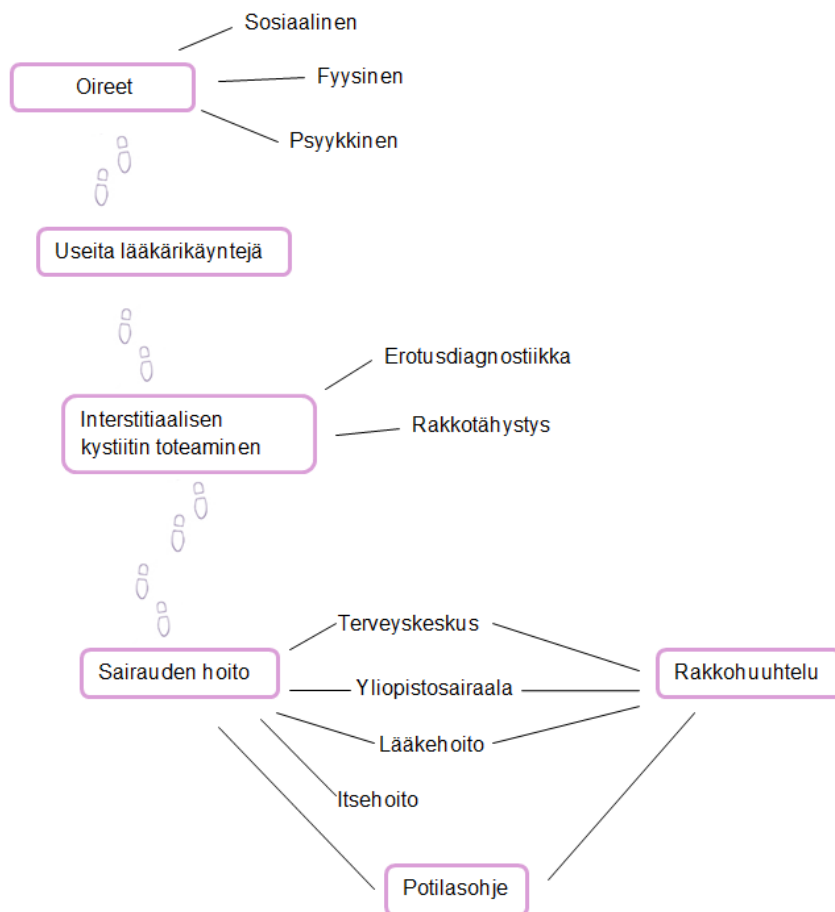 Sosiaalinen
Oireet
Fyysinen
Psyykkinen
Useita lääkärikäyntejä
Erotusdiagnostiikka
Interstitiaalisen
kystiitin toteaminen
Rakkotähystys
Terveyskeskus
Sairauden hoito
Rakkohuuhtelu
Yliopistosairaala
Lääkehoito
Itsehoito
Potilasohje